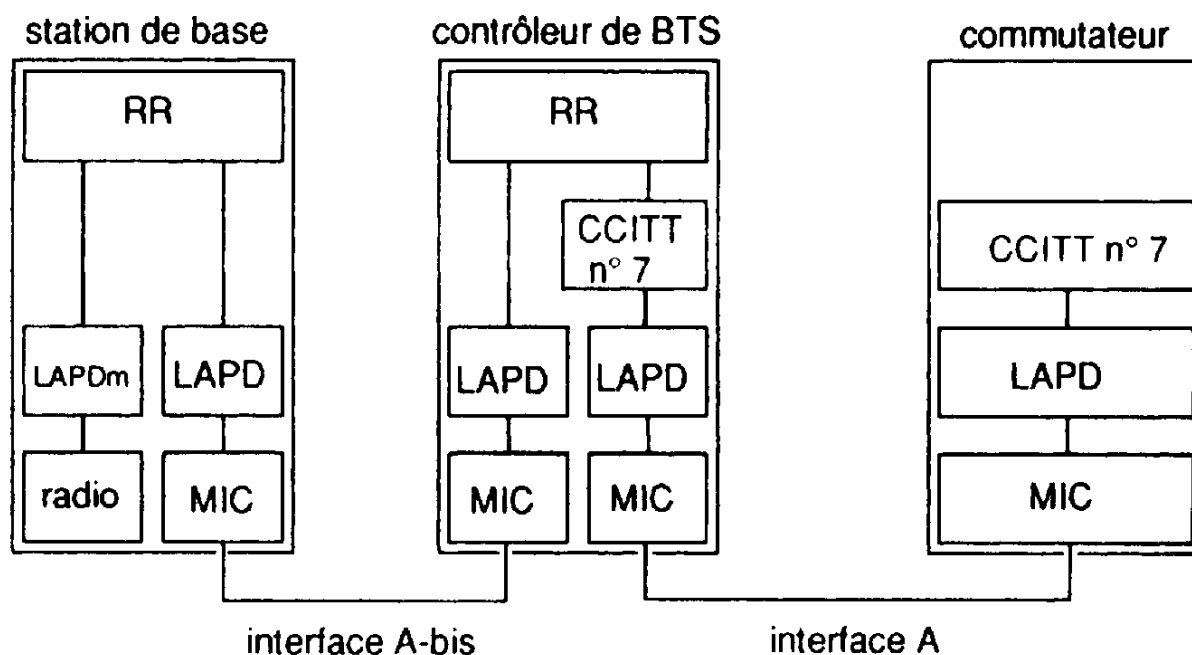 station de base
contrôleur de BTS
commutateur
RR
RR
CCITT
n° 7
CCITT n° 7
LAPDm
LAPD
LAPD
LAPD
LAPD
radio
MIC
MIC
MIC
MIC
interface A-bis
interface A